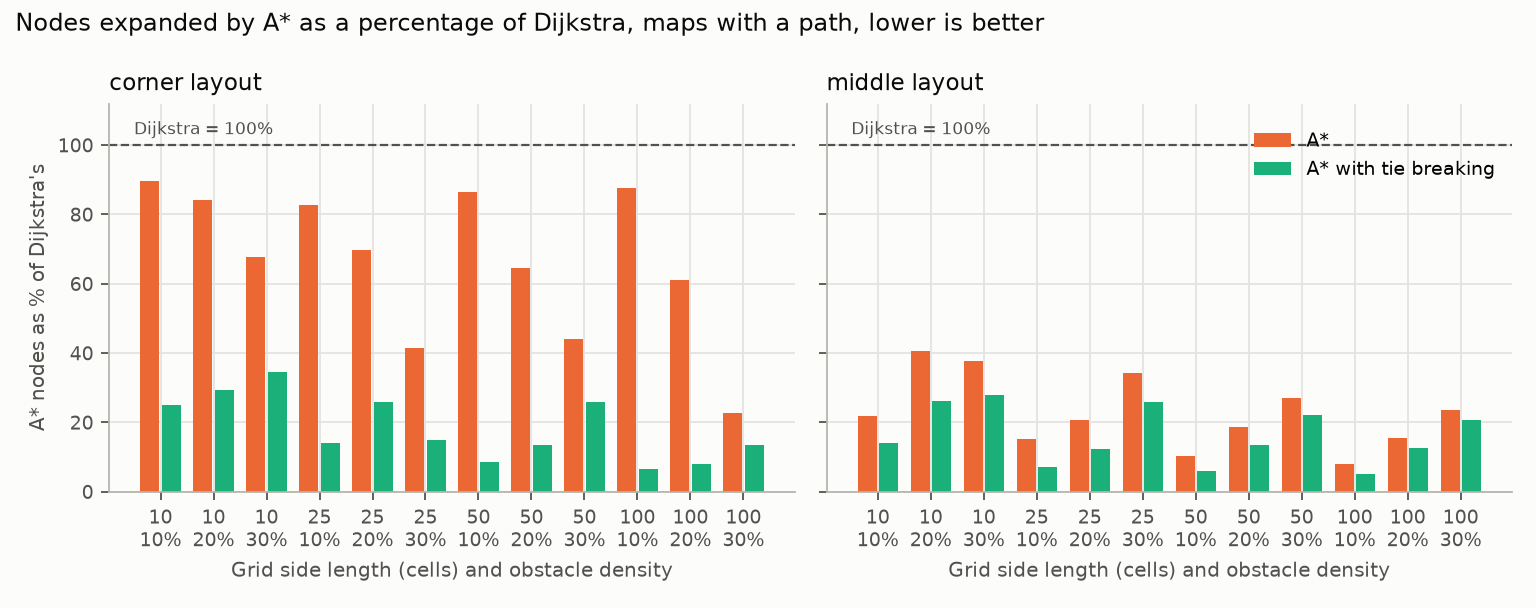 Nodes expanded by A* as a percentage of Dijkstra, maps with a path, lower is better
corner layout
Dijkstra = 100%
A* nodes as % of Dijkstra's
100
80
60
40
20
0
10 10 10 25 25 25 50 50 50 100 100 100
10% 20% 30% 10% 20% 30% 10% 20% 30% 10% 20% 30%
Grid side length (cells) and obstacle density
middle layout
Dijkstra = 100%
A*
A* with tie breaking
10 10 10 25 25 25 50 50 50 100 100 100
10% 20% 30% 10% 20% 30% 10% 20% 30% 10% 20% 30%
Grid side length (cells) and obstacle density